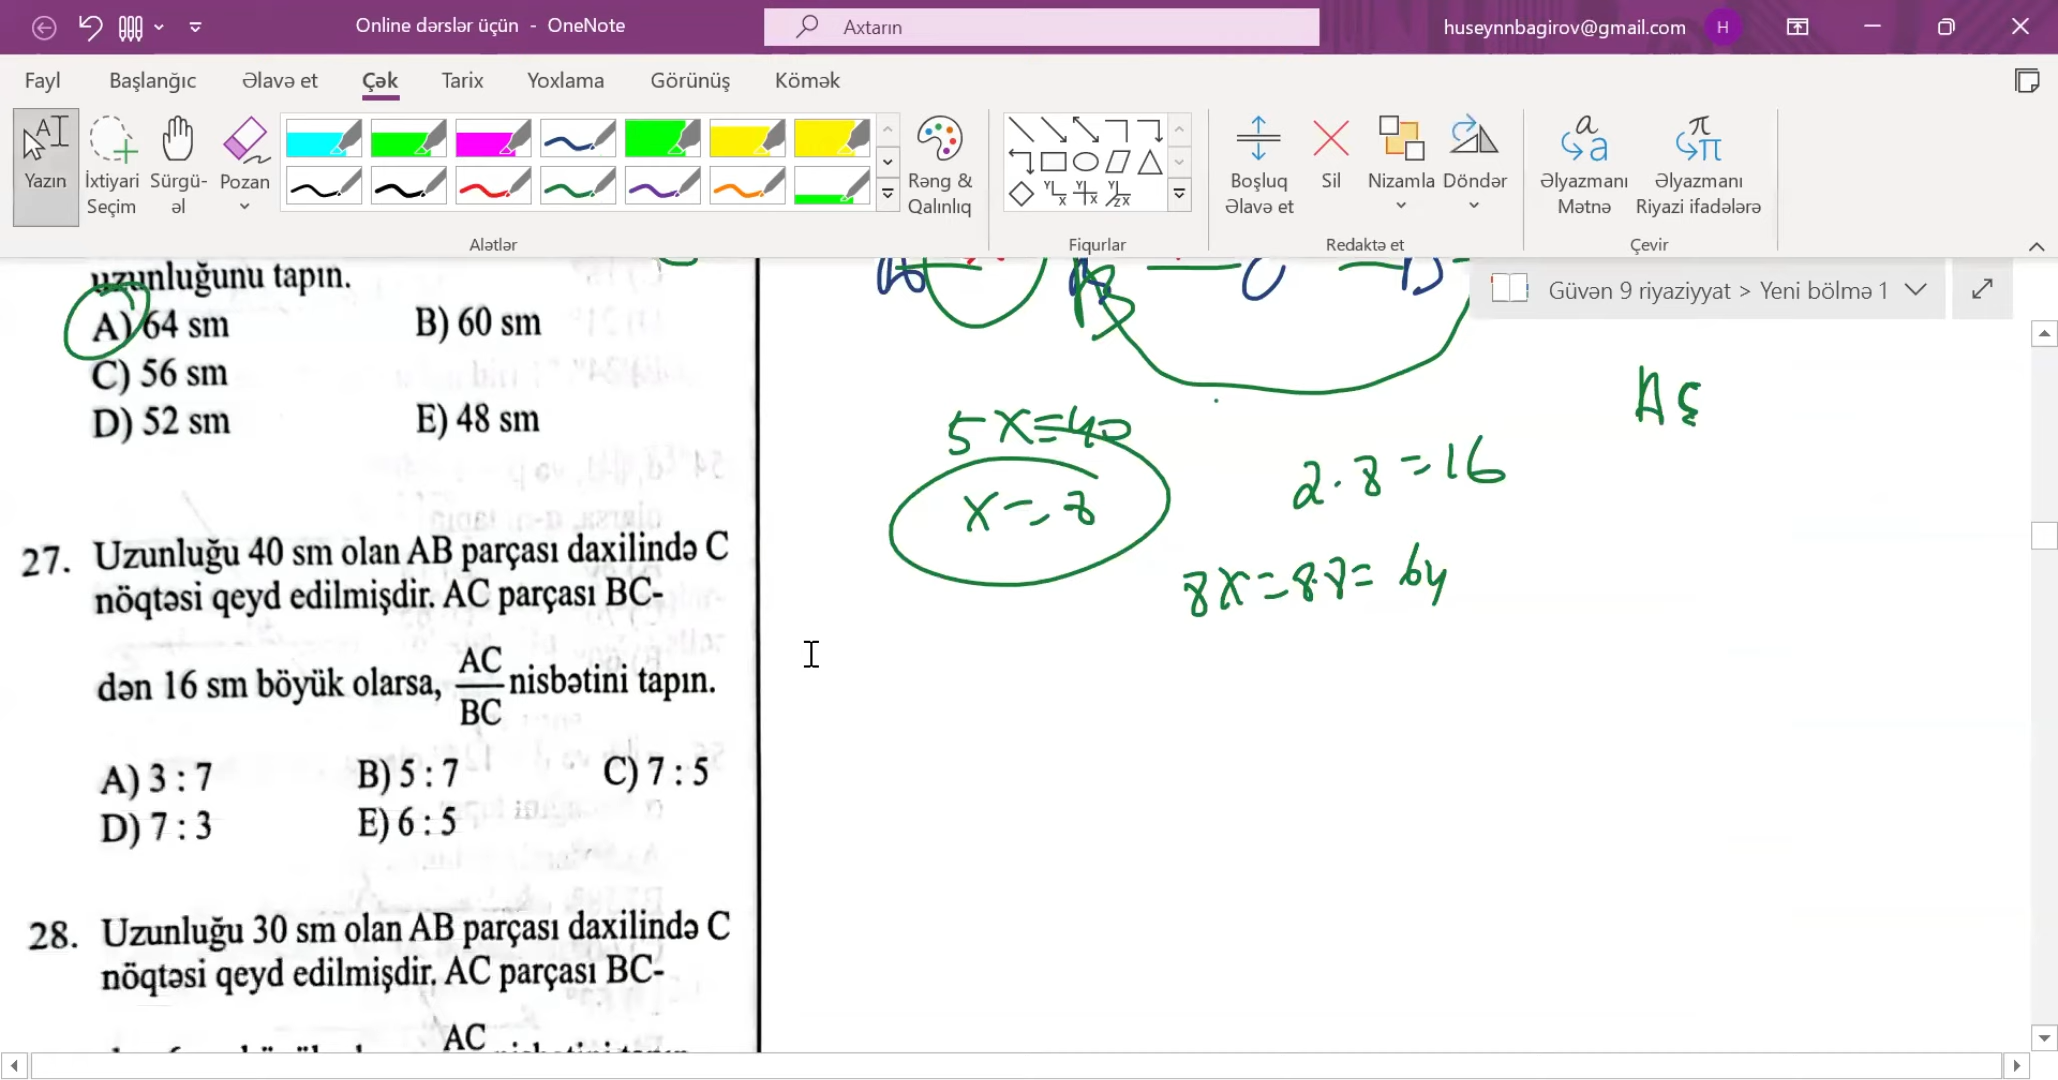 Online dərslər üçün - OneNote
Axtarın
huseynnbagirov@gmail.com
H
Fayl
Başlanğıc
Əlavə et
Çək
Tarix
Yoxlama
Görünüş
Kömək
Yazın
İxtiyari Seçim
Sürgü-əl
Pozan
Rəng & Qalınlıq
Boşluq Əlavə et
Sil
Nizamla
Döndər
Əlyazmanı Mətnə
Əlyazmanı Riyazi ifadələrə
Alətlər
Fiqurlar
Redaktə et
Çevir
Güvən 9 riyaziyyat > Yeni bölmə 1
uzunluğunu tapın.
A) 64 sm B) 60 sm
C) 56 sm
D) 52 sm E) 48 sm
27. Uzunluğu 40 sm olan AB parçası daxilində C
nöqtəsi qeyd edilmişdir. AC parçası BC-
dən 16 sm böyük olarsa, AC/BC nisbətini tapın.
A) 3 : 7 B) 5 : 7 C) 7 : 5
D) 7 : 3 E) 6 : 5
28. Uzunluğu 30 sm olan AB parçası daxilində C
nöqtəsi qeyd edilmişdir. AC parçası BC-
AC
5x=40
x=8
2·8=16
8x=8·8=64